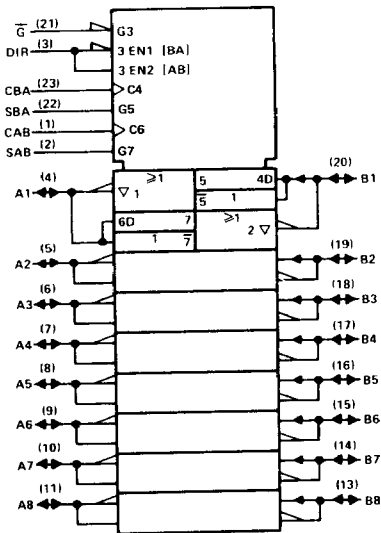 G̅ (21) G3
DIR (3) 3 EN1 [BA]
3 EN2 [AB]
CBA (23) C4
SBA (22) G5
CAB (1) C6
SAB (2) G7
A1 (4) ≥1 5 4D (20) B1
▽ 1 5̅ 1
6D 7 ≥1
1 7̅ 2 ▽
A2 (5) (19) B2
A3 (6) (18) B3
A4 (7) (17) B4
A5 (8) (16) B5
A6 (9) (15) B6
A7 (10) (14) B7
A8 (11) (13) B8